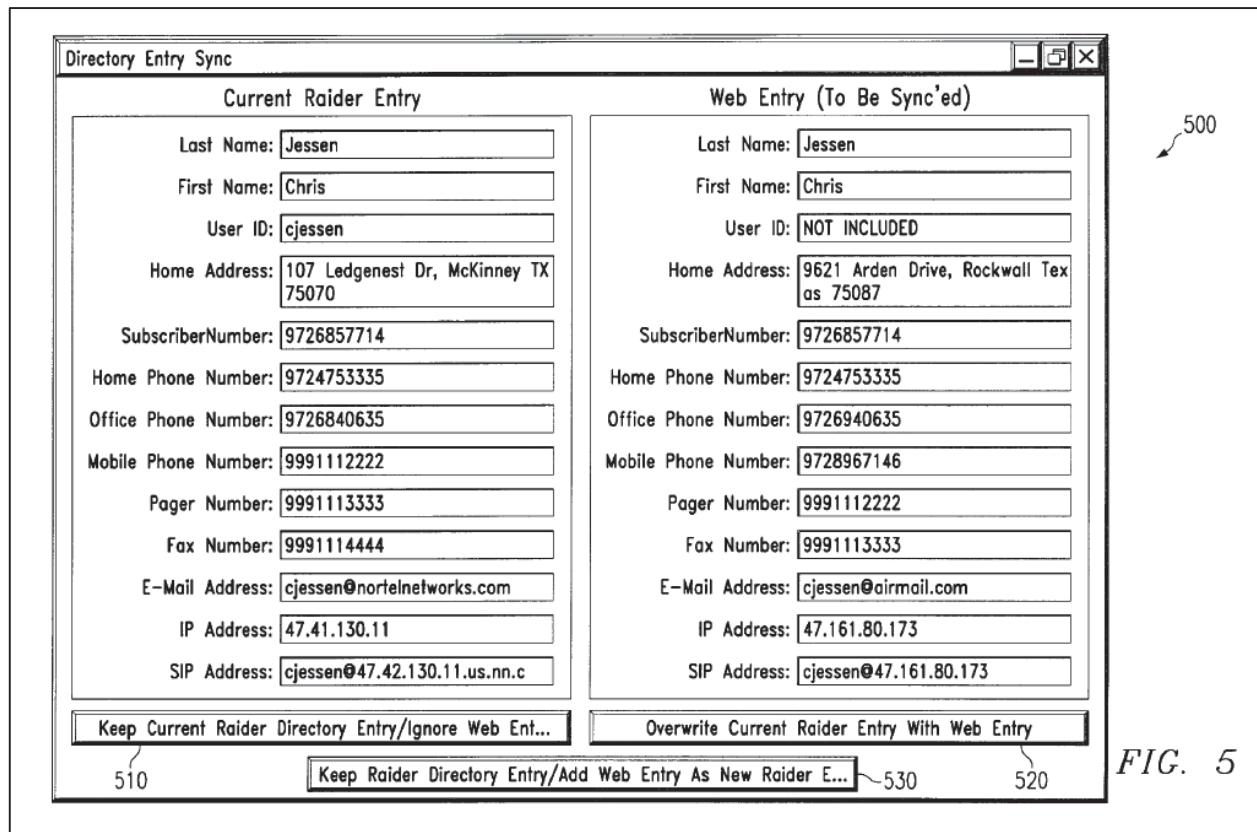 Directory Entry Sync
Current Raider Entry
Last Name: Jessen
First Name: Chris
User ID: cjessen
Home Address: 107 Ledgenest Dr, McKinney TX
75070
SubscriberNumber: 9726857714
Home Phone Number: 9724753335
Office Phone Number: 9726840635
Mobile Phone Number: 9991112222
Pager Number: 9991113333
Fax Number: 9991114444
E-Mail Address: cjessen@nortelnetworks.com
IP Address: 47.41.130.11
SIP Address: cjessen@47.42.130.11.us.nn.c
Keep Current Raider Directory Entry/Ignore Web Ent...
510
Web Entry (To Be Sync'ed)
Last Name: Jessen
First Name: Chris
User ID: NOT INCLUDED
Home Address: 9621 Arden Drive, Rockwall Tex
as 75087
SubscriberNumber: 9726857714
Home Phone Number: 9724753335
Office Phone Number: 9726940635
Mobile Phone Number: 9728967146
Pager Number: 9991112222
Fax Number: 9991113333
E-Mail Address: cjessen@airmail.com
IP Address: 47.161.80.173
SIP Address: cjessen@47.161.80.173
Overwrite Current Raider Entry With Web Entry
520
Keep Raider Directory Entry/Add Web Entry As New Raider E...
530
500
FIG. 5